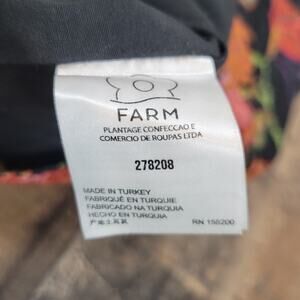 FARM
PLANTAGE CONFECCAO E
COMERCIO DE ROUPAS LTDA
278208
MADE IN TURKEY
FABRIQUÉ EN TURQUIE
FABRICADO NA TURQUIA
HECHO EN TURQUIA
RN 158200